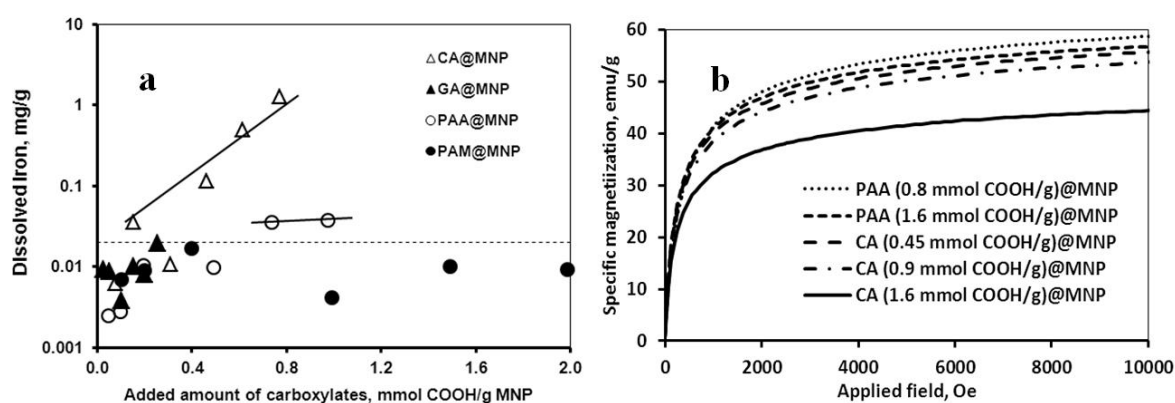 a
10
1
0.1
0.01
0.001
Dissolved Iron, mg/g
CA@MNP
GA@MNP
PAA@MNP
PAM@MNP
0.0 0.4 0.8 1.2 1.6 2.0
Added amount of carboxylates, mmol COOH/g MNP
b
70
60
50
40
30
20
10
0
Specific magnetiization, emu/g
PAA (0.8 mmol COOH/g)@MNP
PAA (1.6 mmol COOH/g)@MNP
CA (0.45 mmol COOH/g)@MNP
CA (0.9 mmol COOH/g)@MNP
CA (1.6 mmol COOH/g)@MNP
0 2000 4000 6000 8000 10000
Applied field, Oe